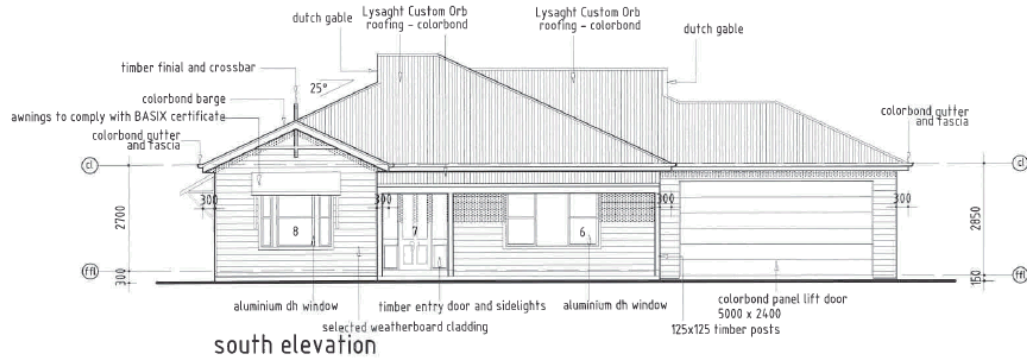 Lysaght Custom Orb
roofing - colorbond
Lysaght Custom Orb
roofing - colorbond
dutch gable
dutch gable
timber finial and crossbar
25°
colorbond barge
awnings to comply with BASIX certificate
colorbond gutter
and fascia
colorbond gutter
and fascia
cl
cl
300
300
300
2700
2850
8
7
6
ffl
ffl
300
150
aluminium dh window
timber entry door and sidelights
aluminium dh window
colorbond panel lift door
5000 x 2400
selected weatherboard cladding
125x125 timber posts
south elevation